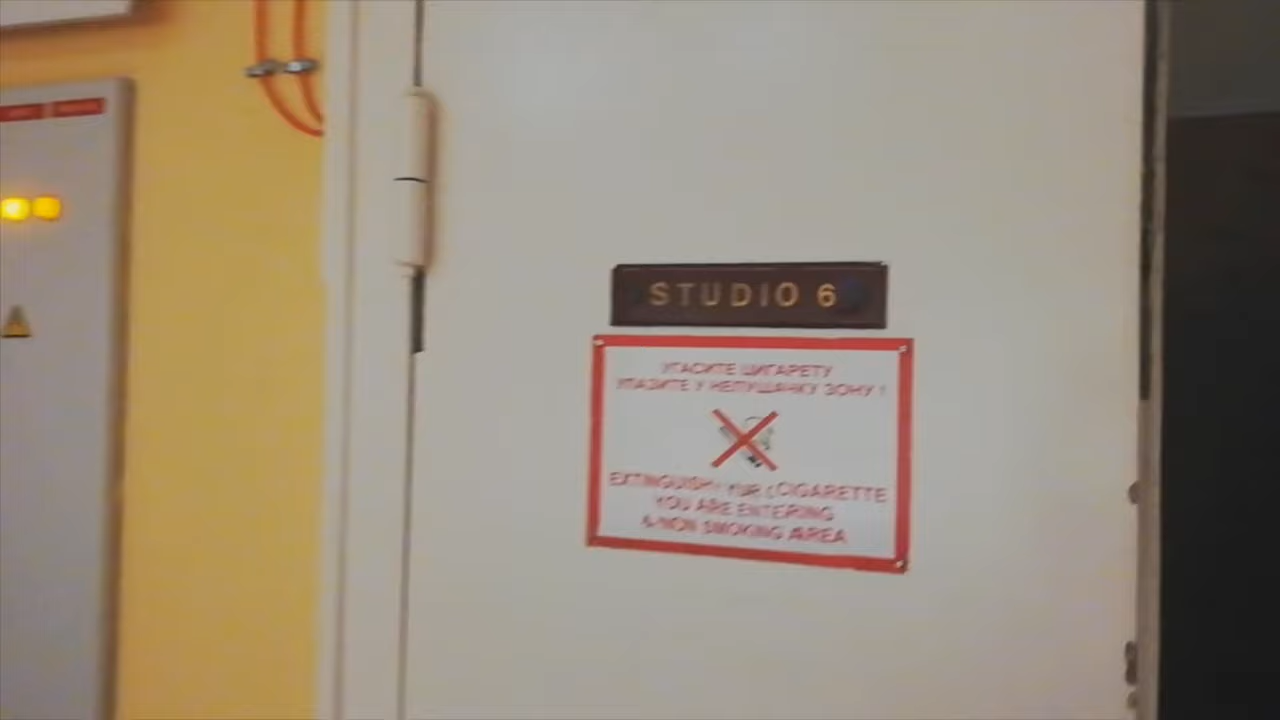 STUDIO 6
УГАСИТЕ ЦИГАРЕТУ
УЛАЗИТЕ У НЕПУШАЧКУ ЗОНУ !
EXTINGUISH CIGARETTE
YOU ARE ENTERING
A NON SMOKING AREA